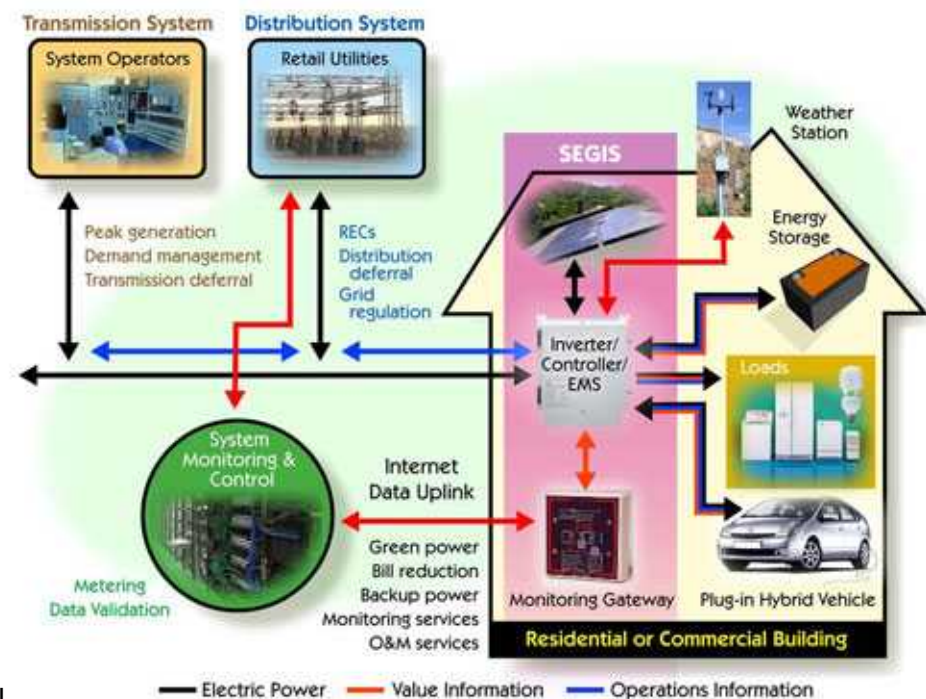 Transmission System
Distribution System
System Operators
Retail Utilities
Weather
Station
SEGIS
Energy
Storage
Peak generation
Demand management
Transmission deferral
RECs
Distribution
deferral
Grid
regulation
Inverter/
Controller/
EMS
Loads
System
Monitoring &
Control
Internet
Data Uplink
Green power
Bill reduction
Backup power
Monitoring services
O&M services
Metering
Data Validation
Monitoring Gateway
Plug-in Hybrid Vehicle
Residential or Commercial Building
Electric Power
Value Information
Operations Information